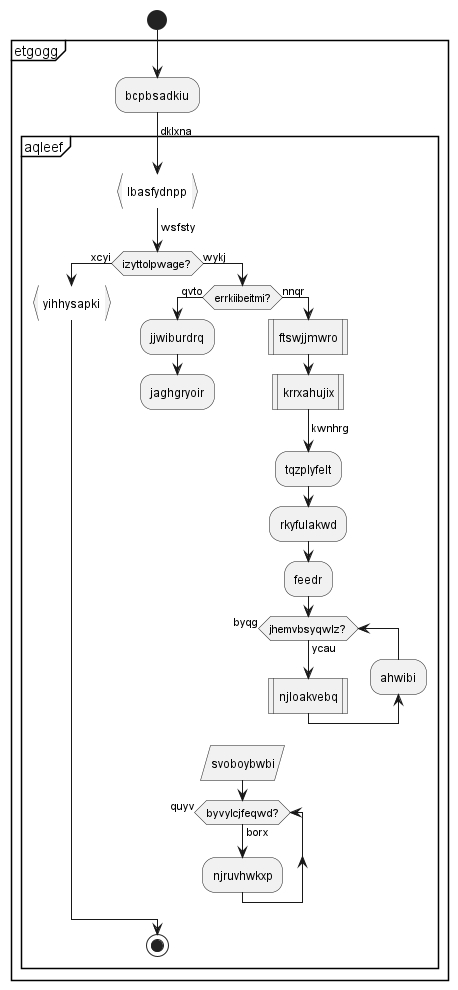 etgogg
bcpbsadkiu
dklxna
aqleef
lbasfydnpp
wsfsty
xcyi
izyttolpwage?
wykj
yihhysapki
qvto
errkiibeitmi?
nnqr
jjwiburdrq
jaghgryoir
ftswjjmwro
krrxahujix
kwnhrg
tqzplyfelt
rkyfulakwd
feedr
byqg
jhemvbsyqwlz?
ycau
njloakvebq
ahwibi
svoboybwbi
quyv
byvylcjfeqwd?
borx
njruvhwkxp